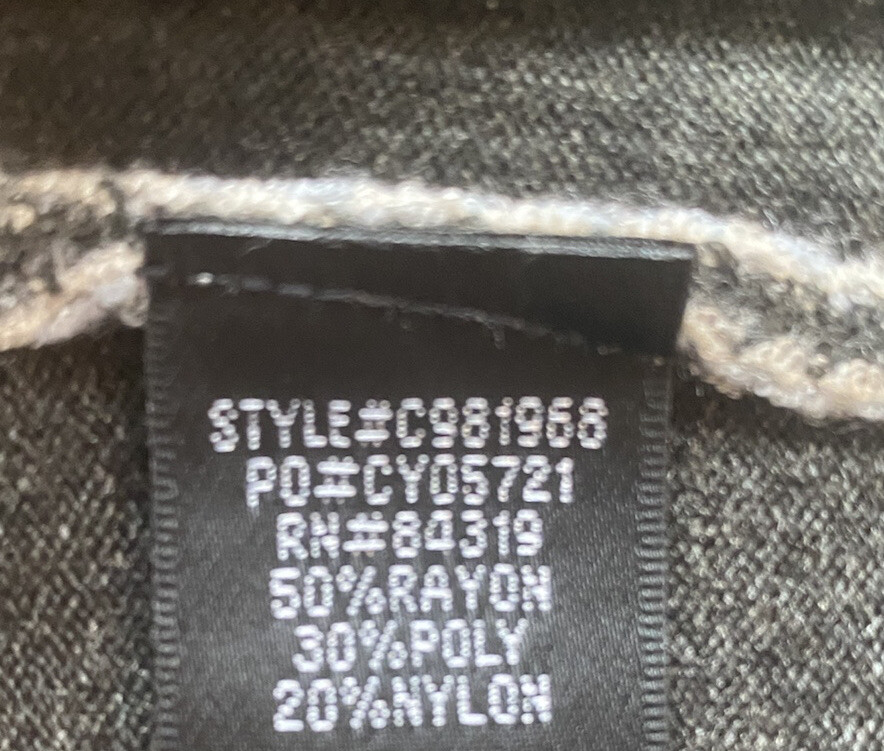 STYLE#C981968
PO#CY05721
RN#84319
50%RAYON
30%POLY
20%NYLON